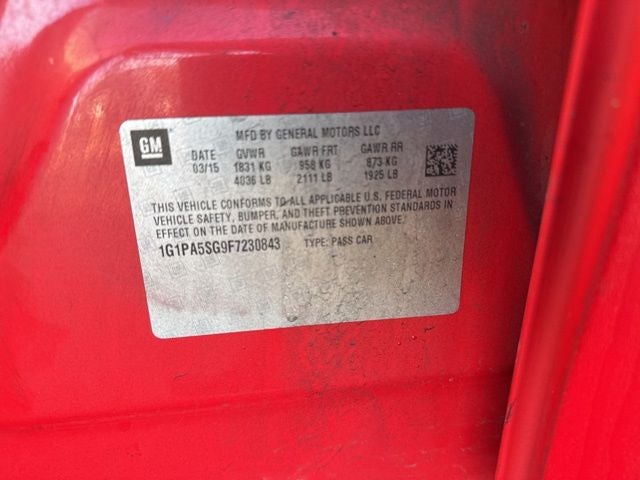 GM
MFD BY GENERAL MOTORS LLC
DATE GVWR GAWR FRT GAWR RR
03/15 1831 KG 958 KG 873 KG
4036 LB 2111 LB 1925 LB
THIS VEHICLE CONFORMS TO ALL APPLICABLE U.S. FEDERAL MOTOR
VEHICLE SAFETY, BUMPER, AND THEFT PREVENTION STANDARDS IN
EFFECT ON THE DATE OF MANUFACTURE SHOWN ABOVE.
1G1PA5SG9F7230843 TYPE: PASS CAR